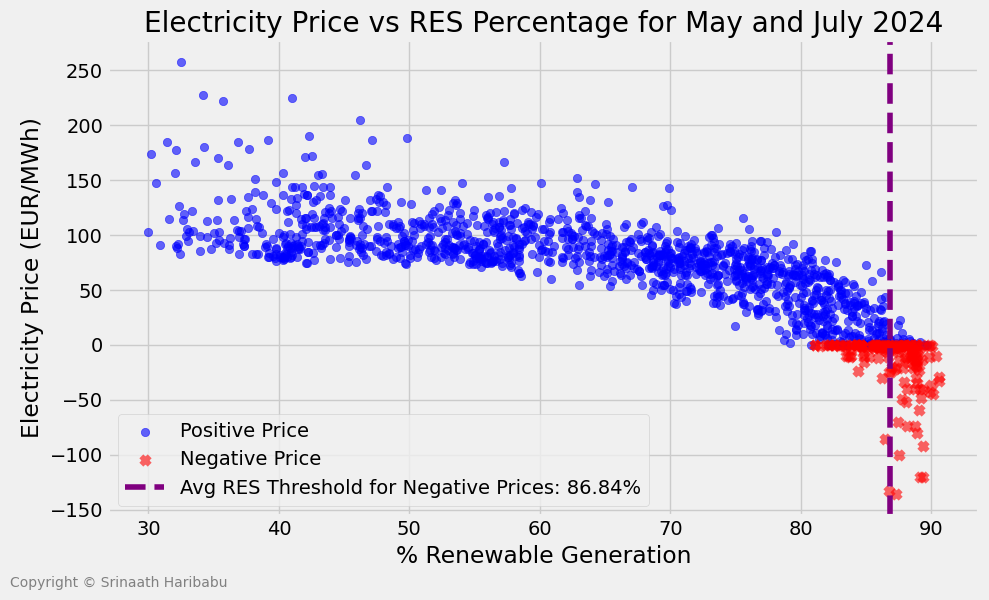 Electricity Price vs RES Percentage for May and July 2024
Electricity Price (EUR/MWh)
250
200
150
100
50
0
−50
−100
−150
Positive Price
Negative Price
Avg RES Threshold for Negative Prices: 86.84%
30 40 50 60 70 80 90
% Renewable Generation
Copyright © Srinaath Haribabu